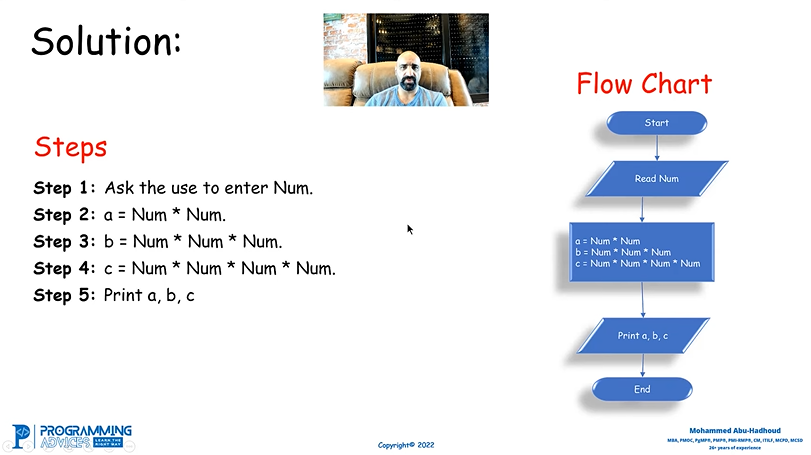 Solution:
Flow Chart
Steps
Step 1: Ask the use to enter Num.
Step 2: a = Num * Num.
Step 3: b = Num * Num * Num.
Step 4: c = Num * Num * Num * Num.
Step 5: Print a, b, c
Start
Read Num
a = Num * Num
b = Num * Num * Num
c = Num * Num * Num * Num
Print a, b, c
End
PROGRAMMING
ADVICES LEARN THE RIGHT WAY
Copyright© 2022
Mohammed Abu-Hadhoud
MBA, PMOC, PgMP®, PMP®, PMI-RMP®, CM, ITILF, MCPD, MCSD
26+ years of experience